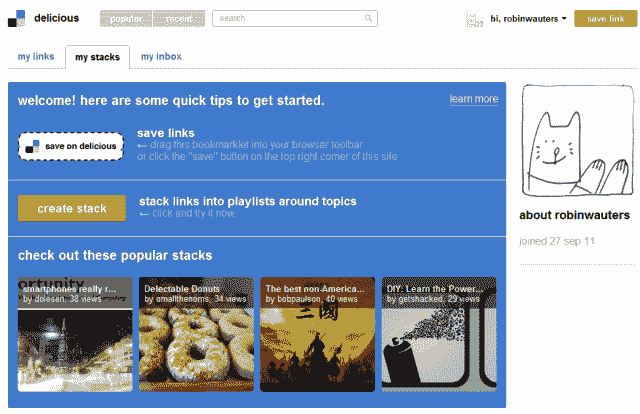 delicious
popular
recent
search
hi, robinwauters
save link
my links
my stacks
my inbox
welcome! here are some quick tips to get started.
learn more
save on delicious
save links
← drag this bookmarklet into your browser toolbar
or click the "save" button on the top right corner of this site
create stack
stack links into playlists around topics
← click and try it now.
check out these popular stacks
smartphones really r...
by dolesen, 38 views
Delectable Donuts
by omallthenoms, 34 views
The best non-America...
by bobpaulson, 40 views
DIY: Learn the Power...
by getshacked, 29 views
about robinwauters
joined 27 sep 11